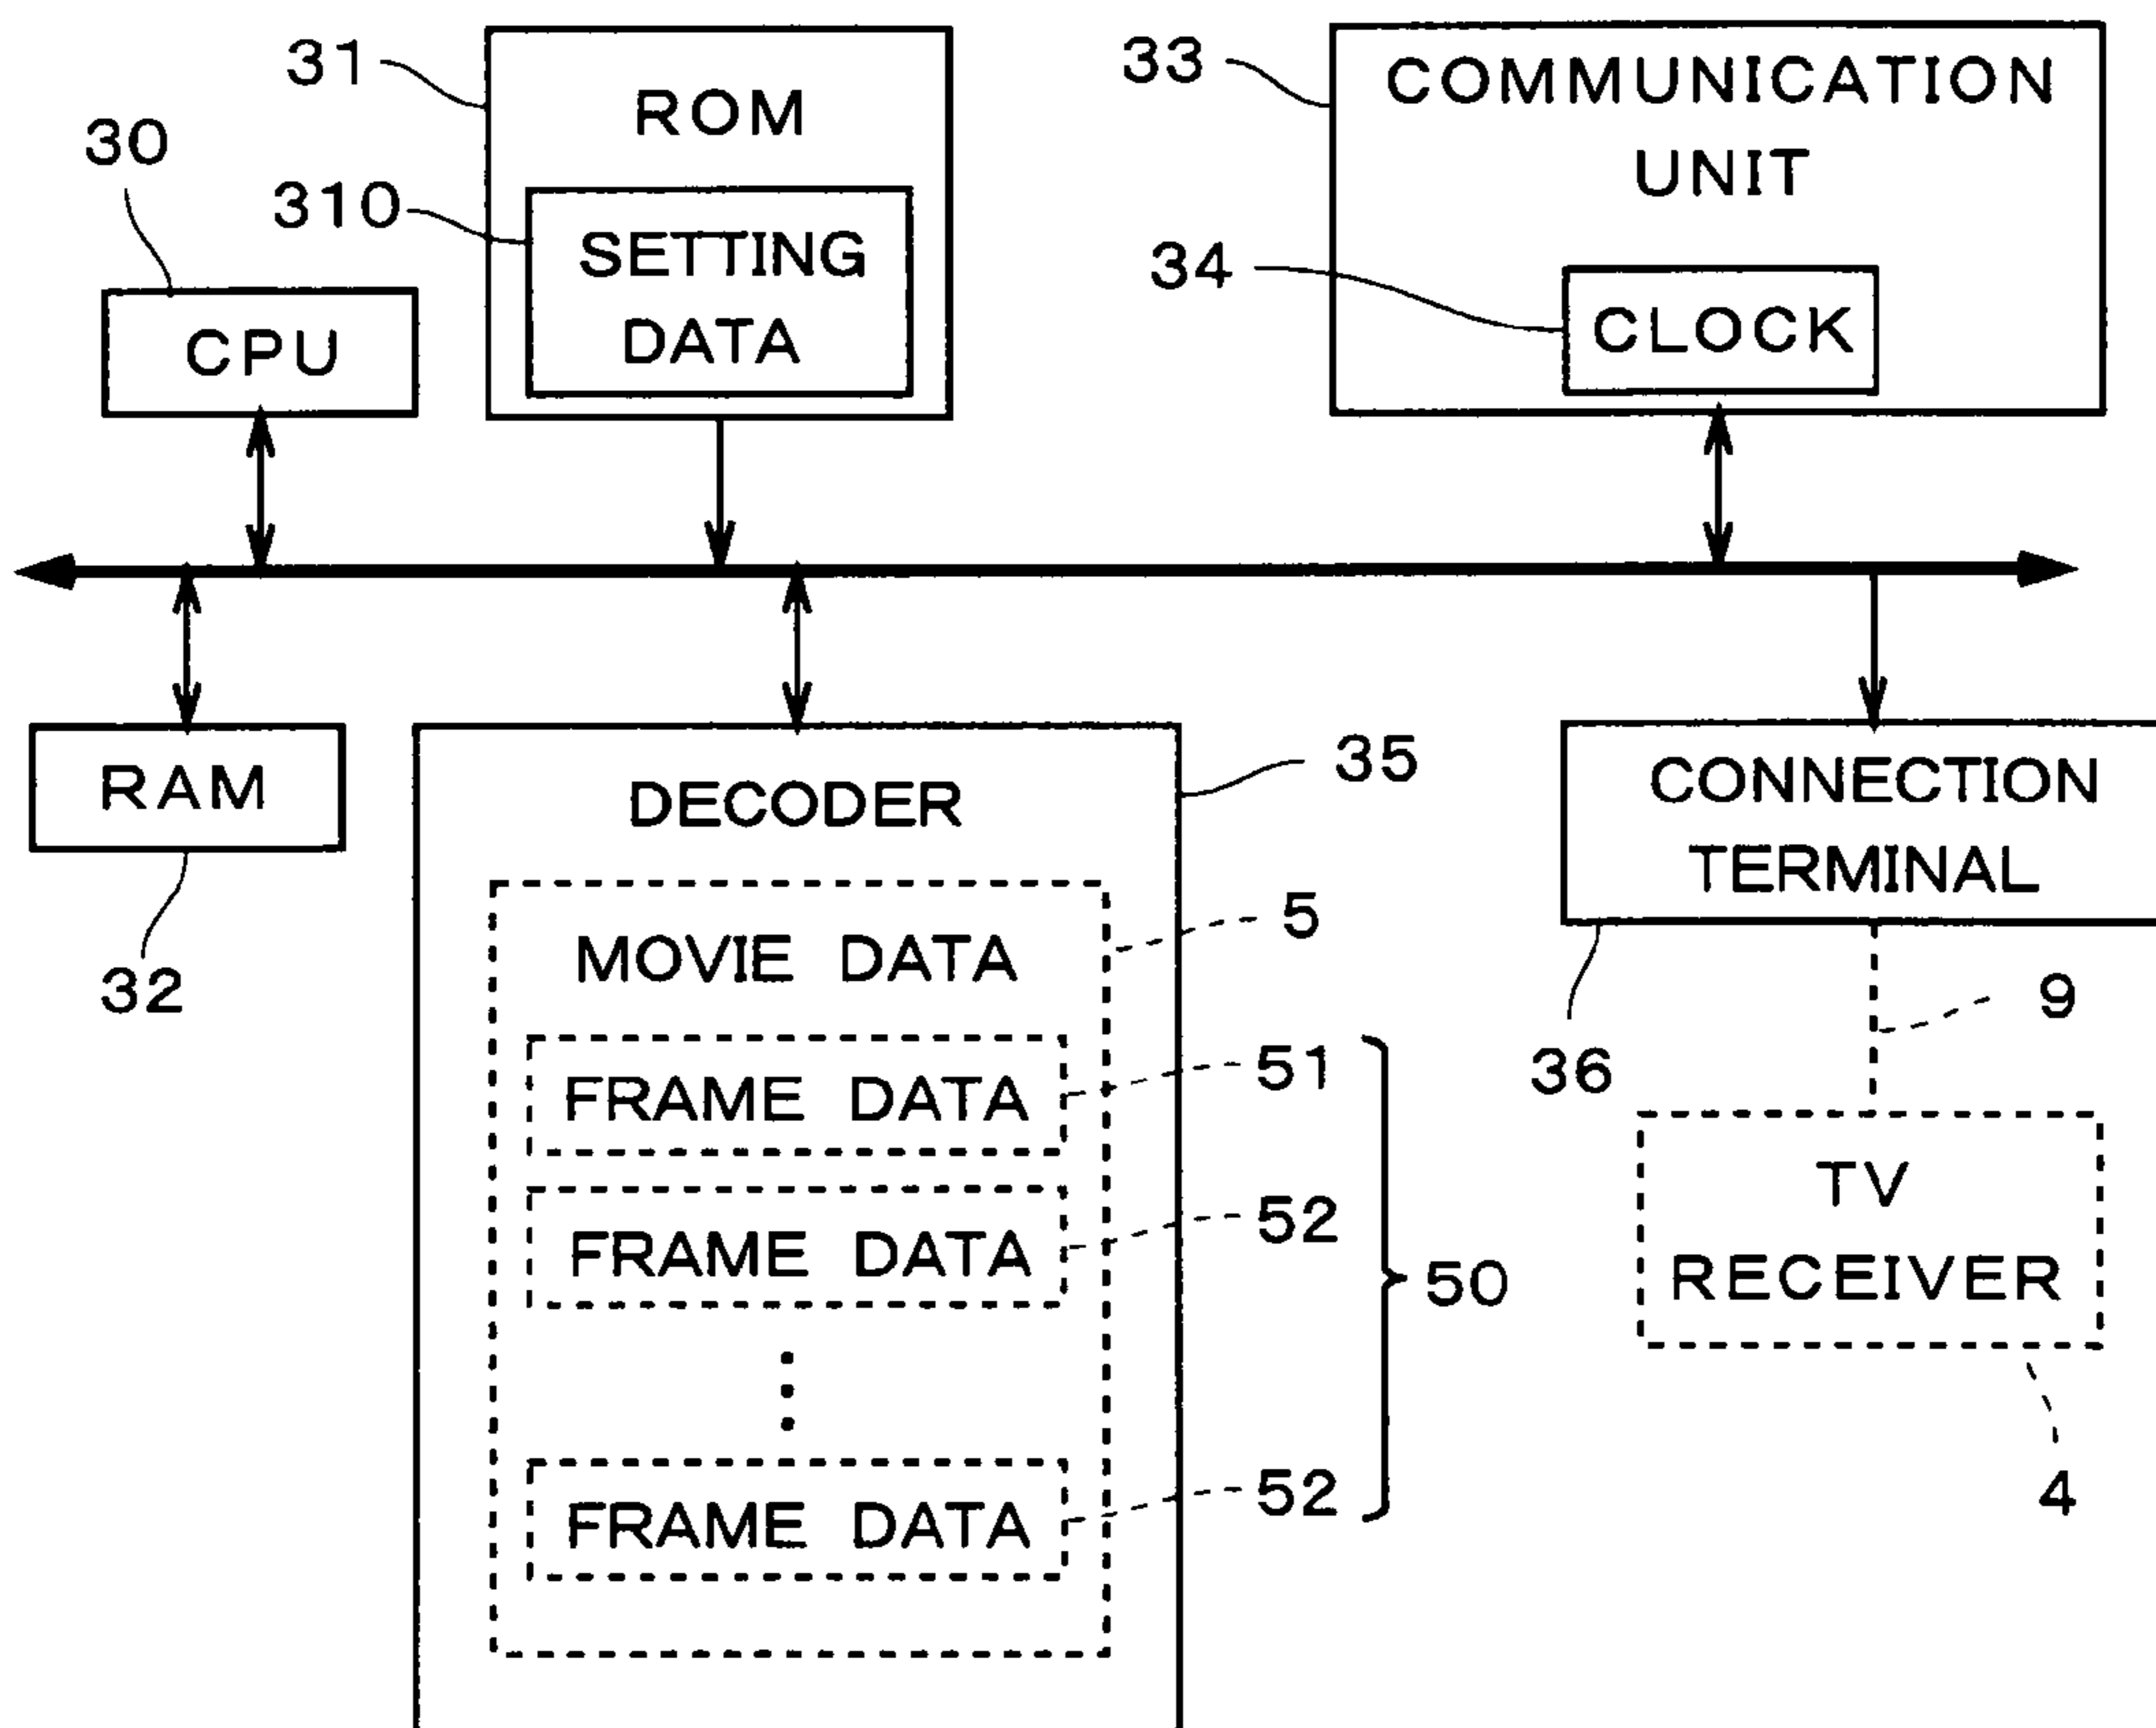 31
ROM
33
COMMUNICATION
UNIT
30
310
SETTING
DATA
34
CLOCK
CPU
RAM
32
DECODER
35
CONNECTION
TERMINAL
36
MOVIE DATA
5
9
FRAME DATA
51
FRAME DATA
52
50
FRAME DATA
52
TV
RECEIVER
4